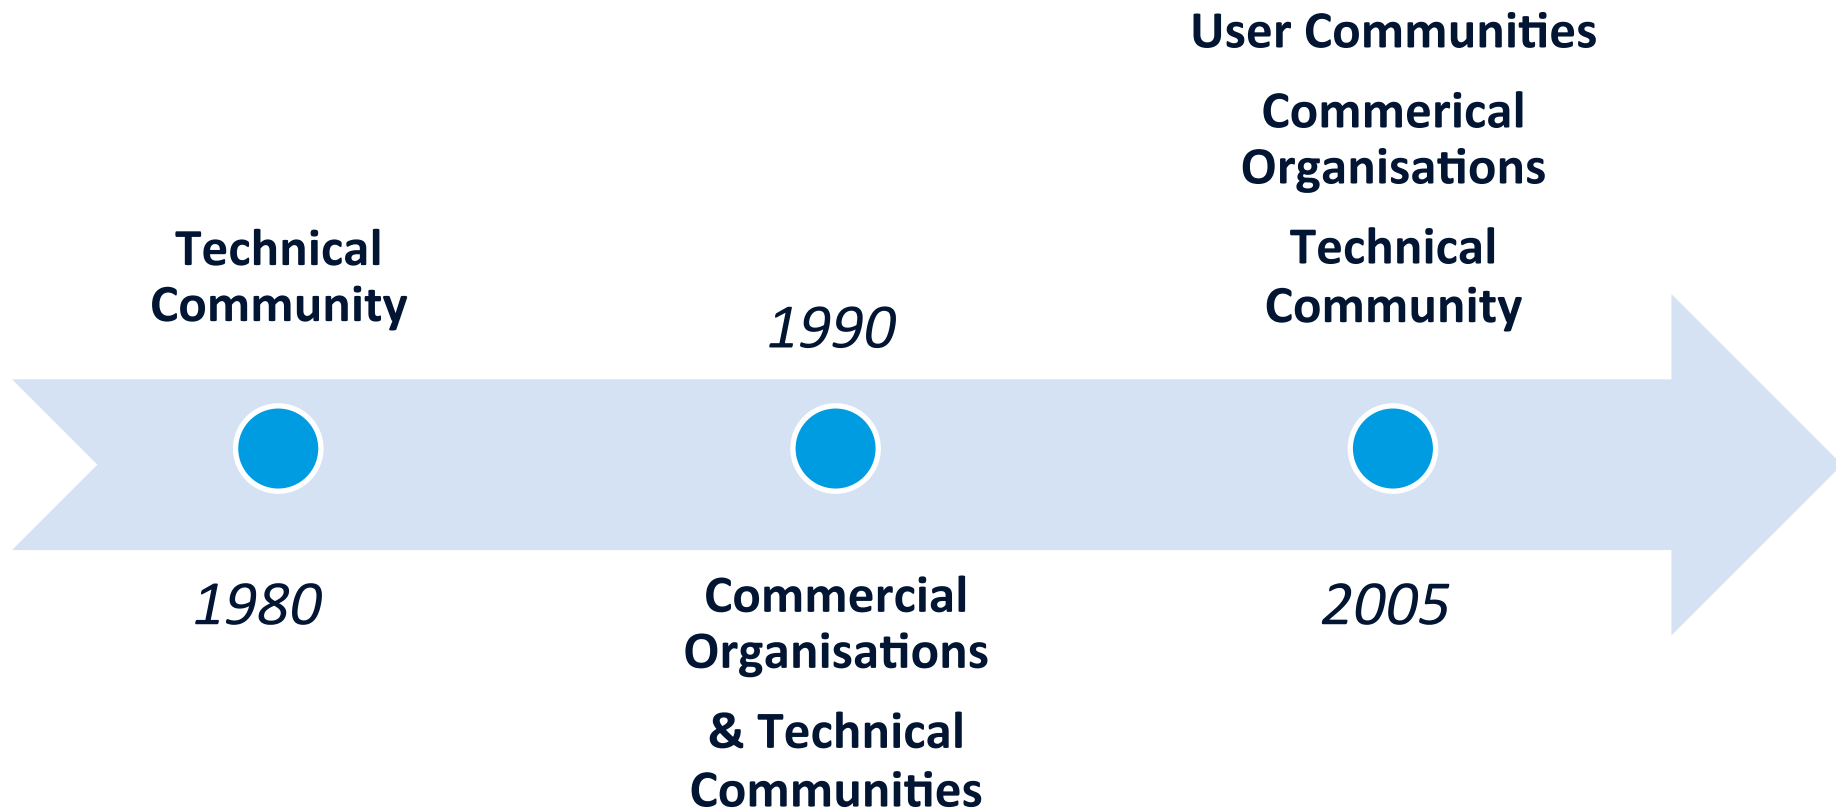 Technical
Community
1980
1990
Commercial
Organisations
& Technical
Communities
User Communities
Commerical
Organisations
Technical
Community
2005